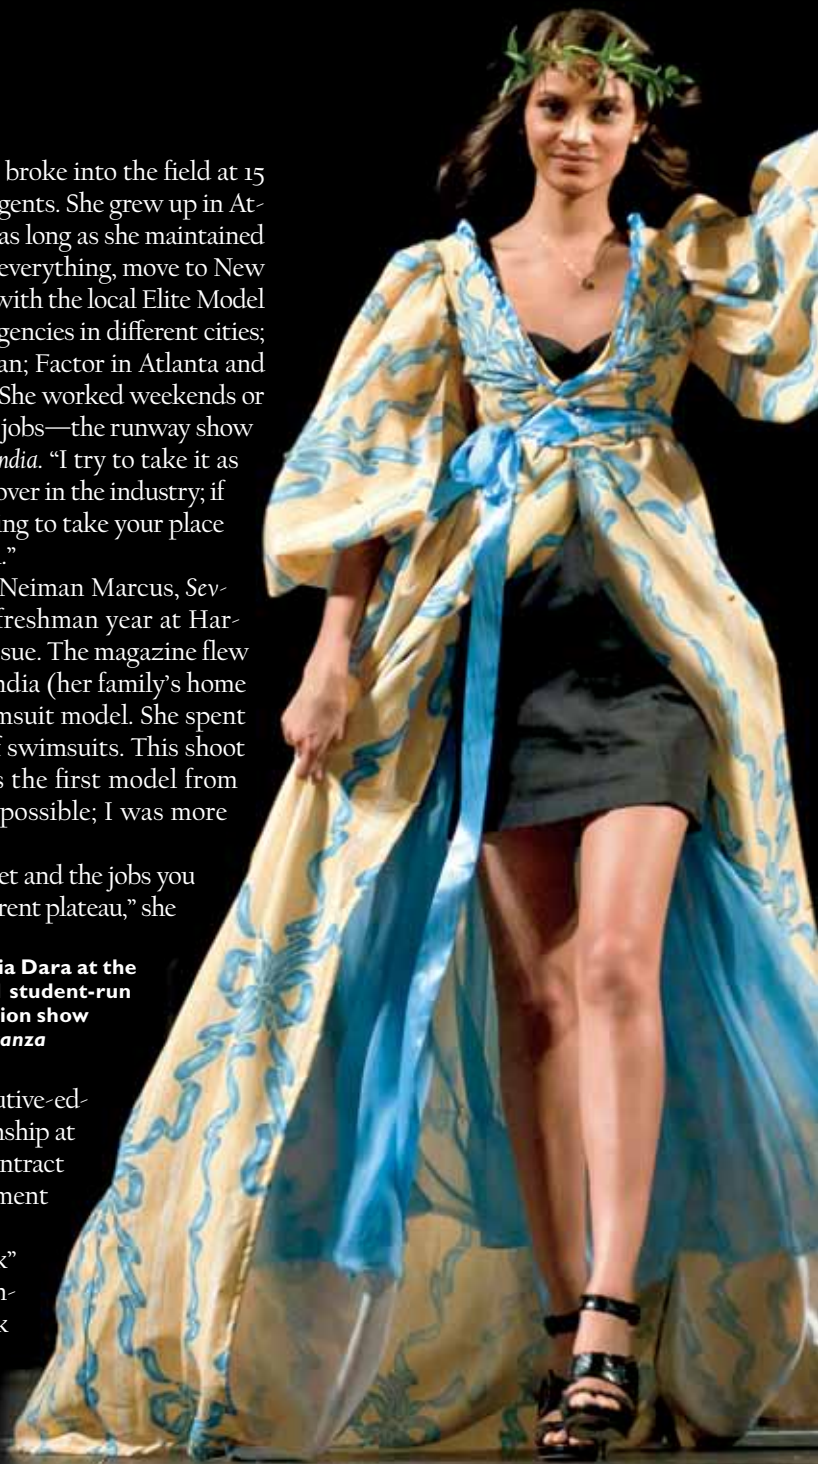 broke into the field at 15
gents. She grew up in At-
as long as she maintained
everything, move to New
with the local Elite Model
gencies in different cities;
an; Factor in Atlanta and
She worked weekends or
jobs—the runway show
ndia. “I try to take it as
over in the industry; if
ing to take your place
.”
Neiman Marcus, Sev-
freshman year at Har-
sue. The magazine flew
ndia (her family’s home
msuit model. She spent
f swimsuits. This shoot
s the first model from
possible; I was more
et and the jobs you
rent plateau,” she
ia Dara at the
student-run
ion show
anza
utive-ed-
nship at
ntract
ment
k”
n-
k